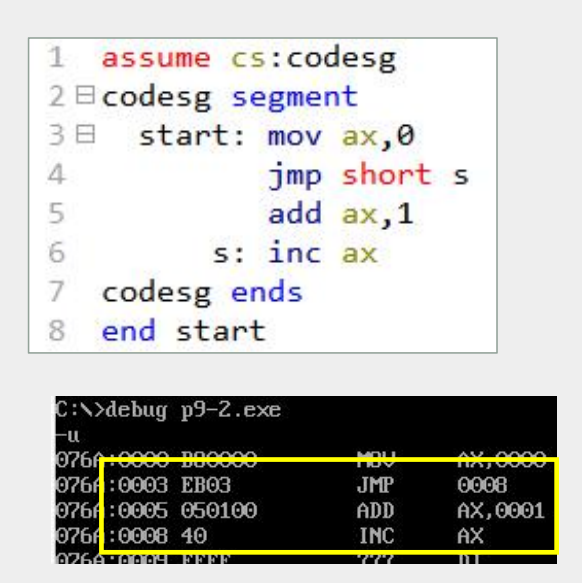 1 assume cs:codesg
2 codesg segment
3 start: mov ax,0
4 jmp short s
5 add ax,1
6 s: inc ax
7 codesg ends
8 end start
C:\>debug p9-2.exe
-u
076A:0000 B80000 MOV AX,0000
076A:0003 EB03 JMP 0008
076A:0005 050100 ADD AX,0001
076A:0008 40 INC AX
076A:0009 FFFF ??? DI